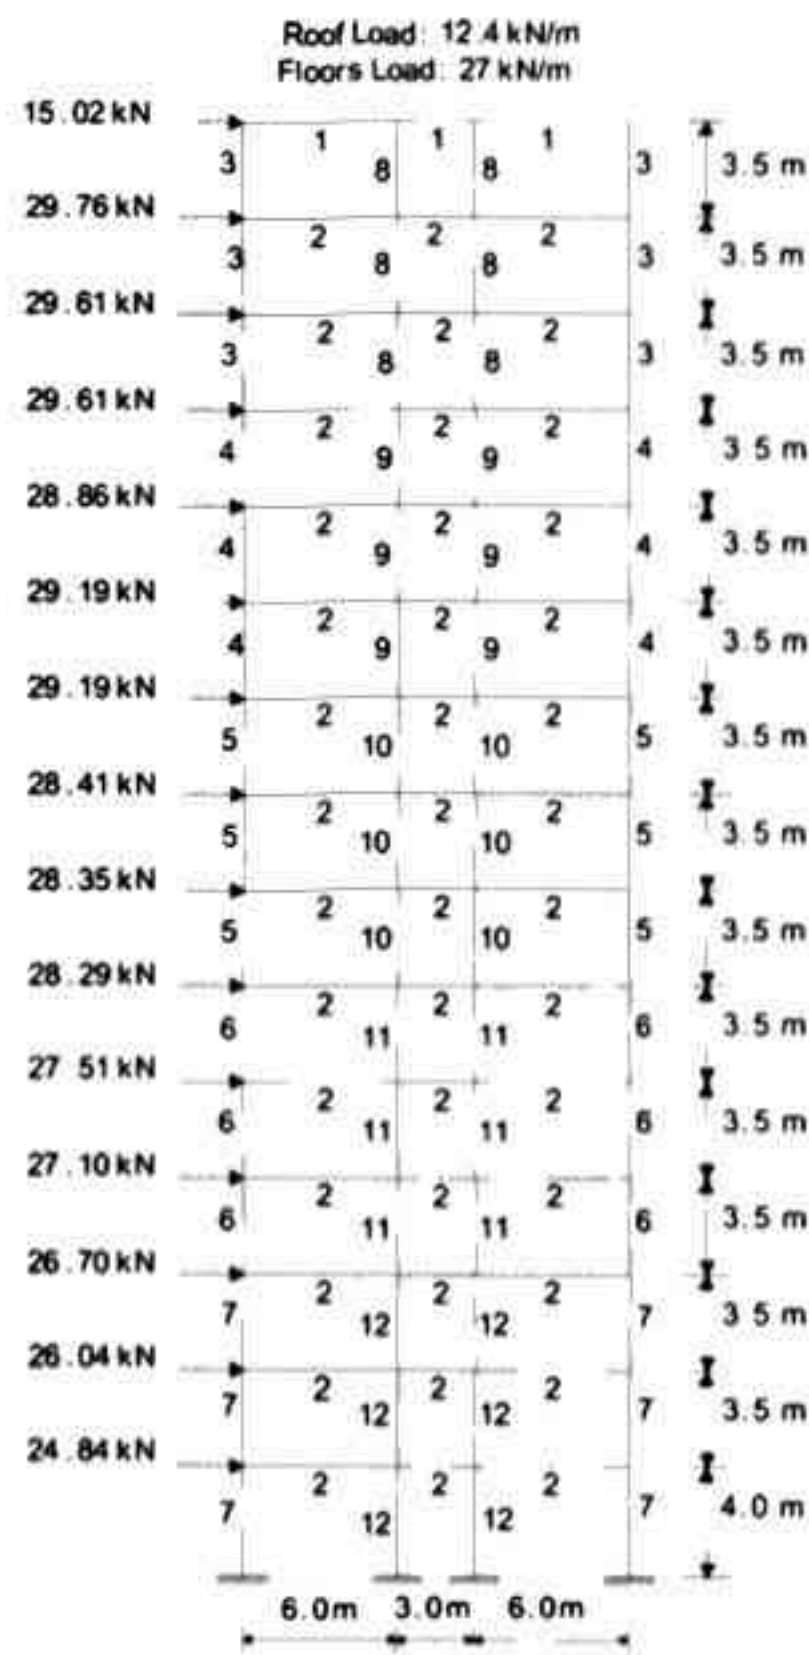 Roof Load: 12.4 kN/m
Floors Load: 27 kN/m
15.02 kN
1 1 1
3 8 8 3 3.5 m
29.76 kN
2 2 2
3 8 8 3 3.5 m
29.61 kN
2 2 2
3 8 8 3 3.5 m
29.61 kN
2 2 2
4 9 9 4 3.5 m
28.86 kN
2 2 2
4 9 9 4 3.5 m
29.19 kN
2 2 2
4 9 9 4 3.5 m
29.19 kN
2 2 2
5 10 10 5 3.5 m
28.41 kN
2 2 2
5 10 10 5 3.5 m
28.35 kN
2 2 2
5 10 10 5 3.5 m
28.29 kN
2 2 2
6 11 11 6 3.5 m
27.51 kN
2 2 2
6 11 11 6 3.5 m
27.10 kN
2 2 2
6 11 11 6 3.5 m
26.70 kN
2 2 2
7 12 12 7 3.5 m
26.04 kN
2 2 2
7 12 12 7 3.5 m
24.84 kN
2 2 2
7 12 12 7 4.0 m
6.0m 3.0m 6.0m